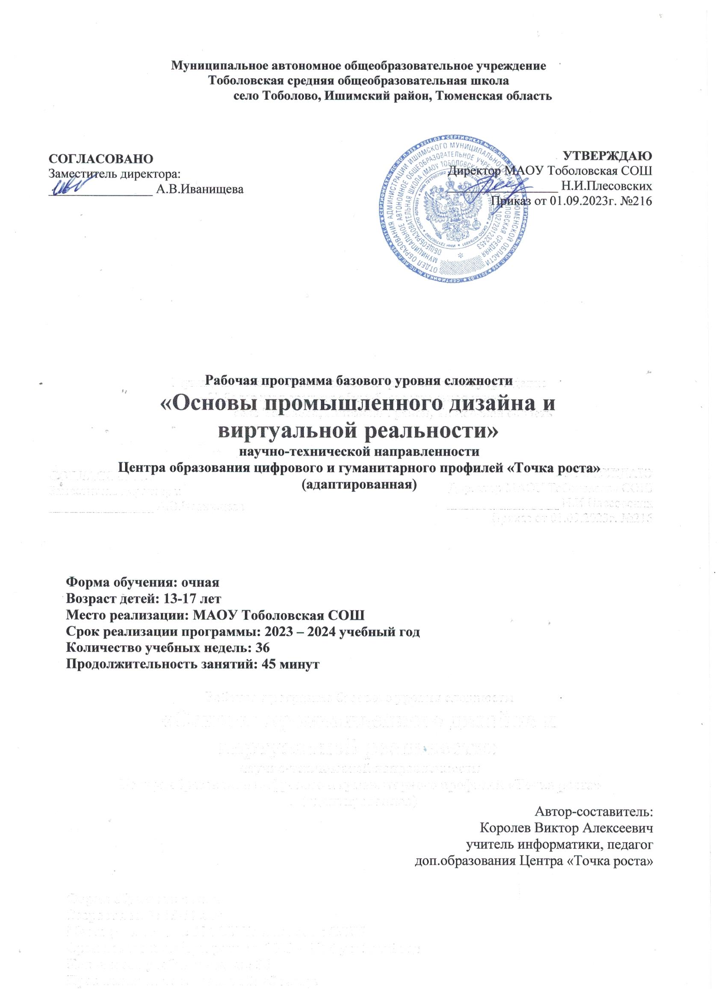 Муниципальное автономное общеобразовательное учреждение
Тоболовская средняя общеобразовательная школа
село Тоболово, Ишимский район, Тюменская область
СОГЛАСОВАНО
Заместитель директора:
А.В.Иванищева
УТВЕРЖДАЮ
Директор МАОУ Тоболовская СОШ
Н.И.Плесовских
Приказ от 01.09.2023г. №216
Рабочая программа базового уровня сложности
«Основы промышленного дизайна и
виртуальной реальности»
научно-технической направленности
Центра образования цифрового и гуманитарного профилей «Точка роста»
(адаптированная)
Форма обучения: очная
Возраст детей: 13-17 лет
Место реализации: МАОУ Тоболовская СОШ
Срок реализации программы: 2023 – 2024 учебный год
Количество учебных недель: 36
Продолжительность занятий: 45 минут
Автор-составитель:
Королев Виктор Алексеевич
учитель информатики, педагог
доп.образования Центра «Точка роста»